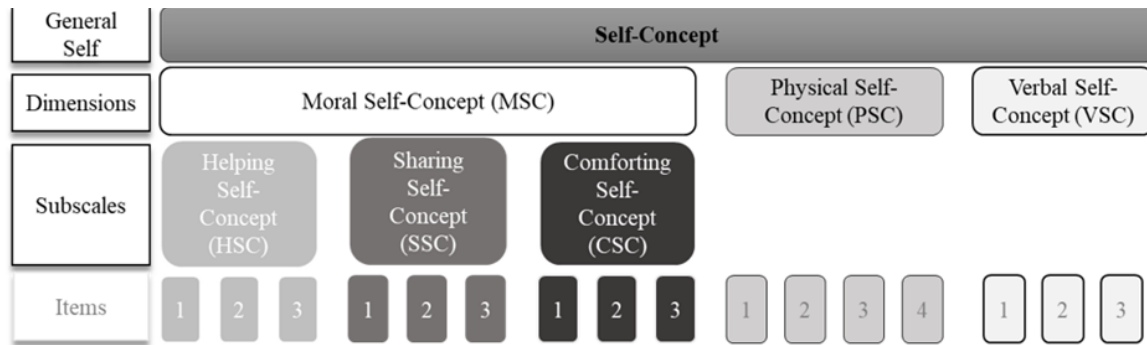 General
Self
Self-Concept
Dimensions
Moral Self-Concept (MSC)
Physical Self-
Concept (PSC)
Verbal Self-
Concept (VSC)
Subscales
Helping
Self-
Concept
(HSC)
Sharing
Self-
Concept
(SSC)
Comforting
Self-
Concept
(CSC)
Items
1 2 3 1 2 3 1 2 3 1 2 3 4 1 2 3